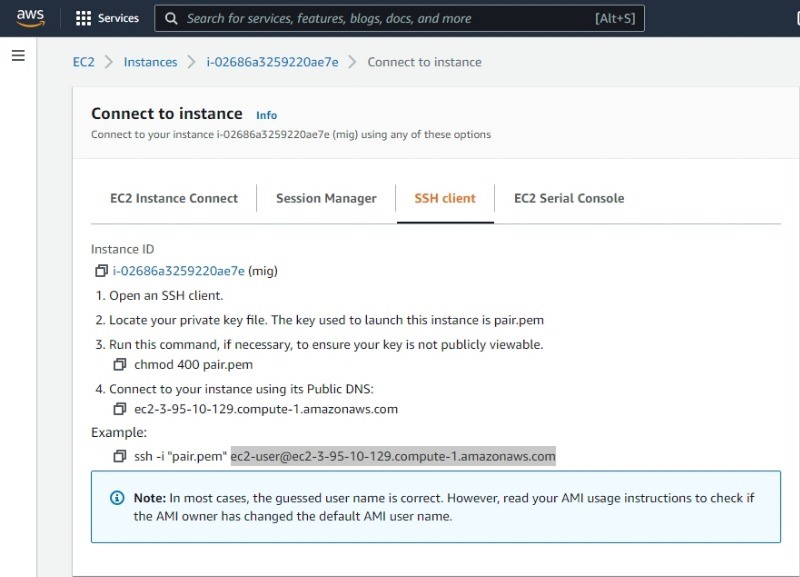 aws
Services
Search for services, features, blogs, docs, and more
[Alt+S]
EC2 > Instances > i-02686a3259220ae7e > Connect to instance
Connect to instance Info
Connect to your instance i-02686a3259220ae7e (mig) using any of these options
EC2 Instance Connect
Session Manager
SSH client
EC2 Serial Console
Instance ID
i-02686a3259220ae7e (mig)
1. Open an SSH client.
2. Locate your private key file. The key used to launch this instance is pair.pem
3. Run this command, if necessary, to ensure your key is not publicly viewable.
chmod 400 pair.pem
4. Connect to your instance using its Public DNS:
ec2-3-95-10-129.compute-1.amazonaws.com
Example:
ssh -i "pair.pem" ec2-user@ec2-3-95-10-129.compute-1.amazonaws.com
Note: In most cases, the guessed user name is correct. However, read your AMI usage instructions to check if
the AMI owner has changed the default AMI user name.